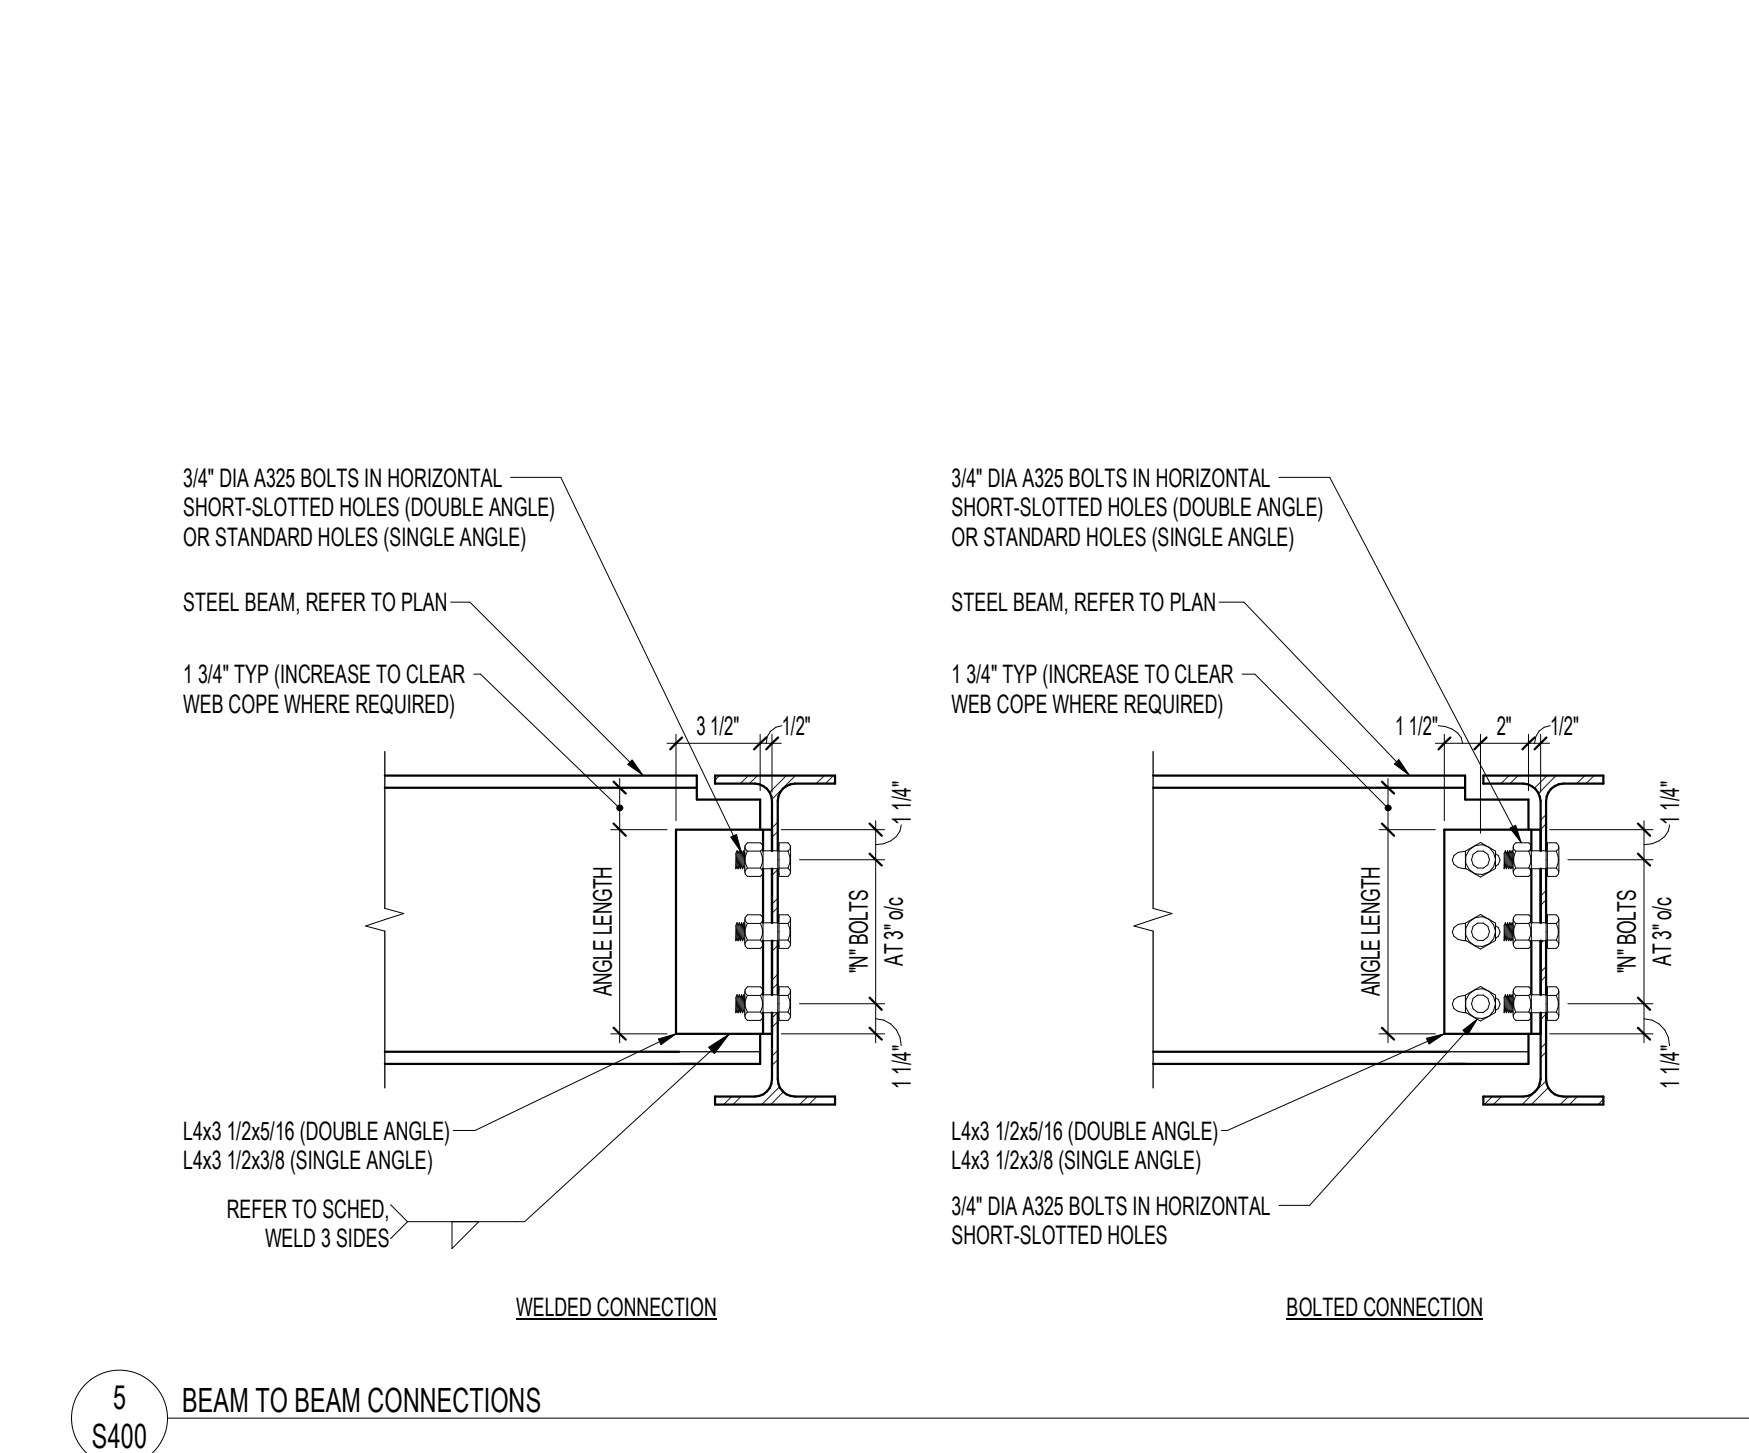 3/4" DIA A325 BOLTS IN HORIZONTAL
SHORT-SLOTTED HOLES (DOUBLE ANGLE)
OR STANDARD HOLES (SINGLE ANGLE)
STEEL BEAM, REFER TO PLAN
1 3/4" TYP (INCREASE TO CLEAR
WEB COPE WHERE REQUIRED)
3 1/2"
1/2"
1 1/4"
ANGLE LENGTH
"N" BOLTS
AT 3" o/c
1 1/4"
L4x3 1/2x5/16 (DOUBLE ANGLE)
L4x3 1/2x3/8 (SINGLE ANGLE)
REFER TO SCHED,
WELD 3 SIDES
WELDED CONNECTION
3/4" DIA A325 BOLTS IN HORIZONTAL
SHORT-SLOTTED HOLES (DOUBLE ANGLE)
OR STANDARD HOLES (SINGLE ANGLE)
STEEL BEAM, REFER TO PLAN
1 3/4" TYP (INCREASE TO CLEAR
WEB COPE WHERE REQUIRED)
1 1/2"
2"
1/2"
1 1/4"
ANGLE LENGTH
"N" BOLTS
AT 3" o/c
1 1/4"
L4x3 1/2x5/16 (DOUBLE ANGLE)
L4x3 1/2x3/8 (SINGLE ANGLE)
3/4" DIA A325 BOLTS IN HORIZONTAL
SHORT-SLOTTED HOLES
BOLTED CONNECTION
5
S400
BEAM TO BEAM CONNECTIONS